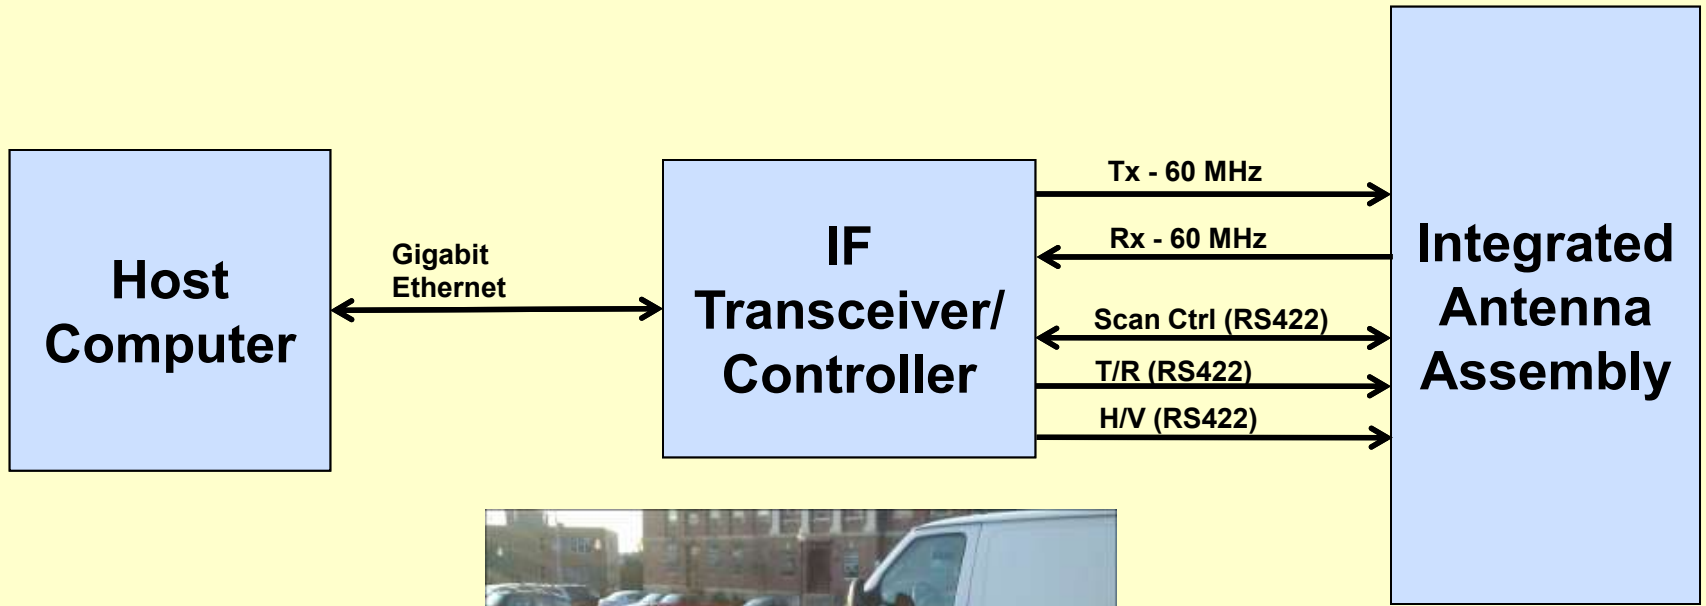 Host
Computer
Gigabit
Ethernet
IF
Transceiver/
Controller
Tx - 60 MHz
Rx - 60 MHz
Scan Ctrl (RS422)
T/R (RS422)
H/V (RS422)
Integrated
Antenna
Assembly